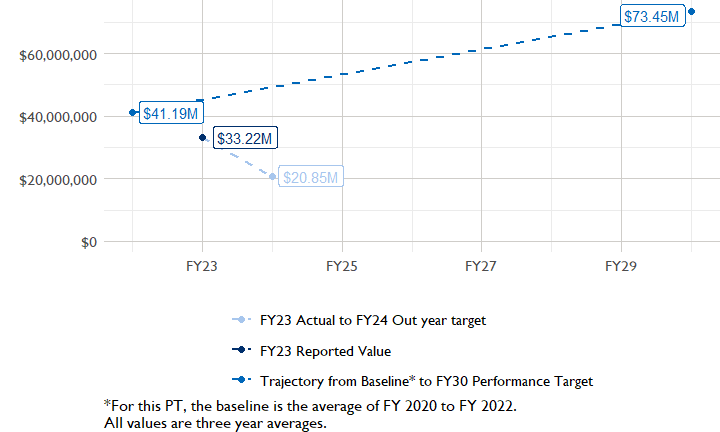 $73.45M
$60,000,000
$41.19M
$40,000,000
$33.22M
$20.85M
$20,000,000
$0
FY23 FY25 FY27 FY29
FY23 Actual to FY24 Out year target
FY23 Reported Value
Trajectory from Baseline* to FY30 Performance Target
*For this PT, the baseline is the average of FY 2020 to FY 2022.
All values are three year averages.